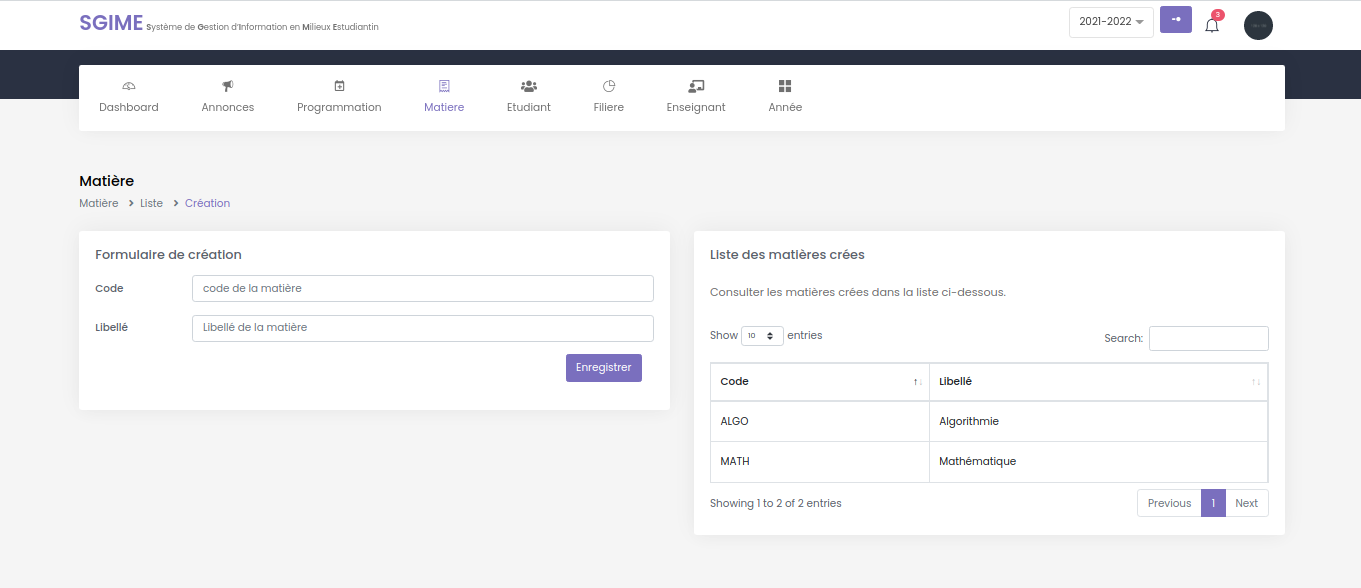 SGIME Système de Gestion d'Information en Milieux Estudiantin
2021-2022
3
Dashboard Annonces Programmation Matiere Etudiant Filiere Enseignant Année
Matière
Matière Liste Création
Formulaire de création
Code code de la matière
Libellé Libellé de la matière
Enregistrer
Liste des matières crées
Consulter les matières crées dans la liste ci-dessous.
Show 10 entries Search:
Code Libellé
ALGO Algorithmie
MATH Mathématique
Showing 1 to 2 of 2 entries Previous 1 Next